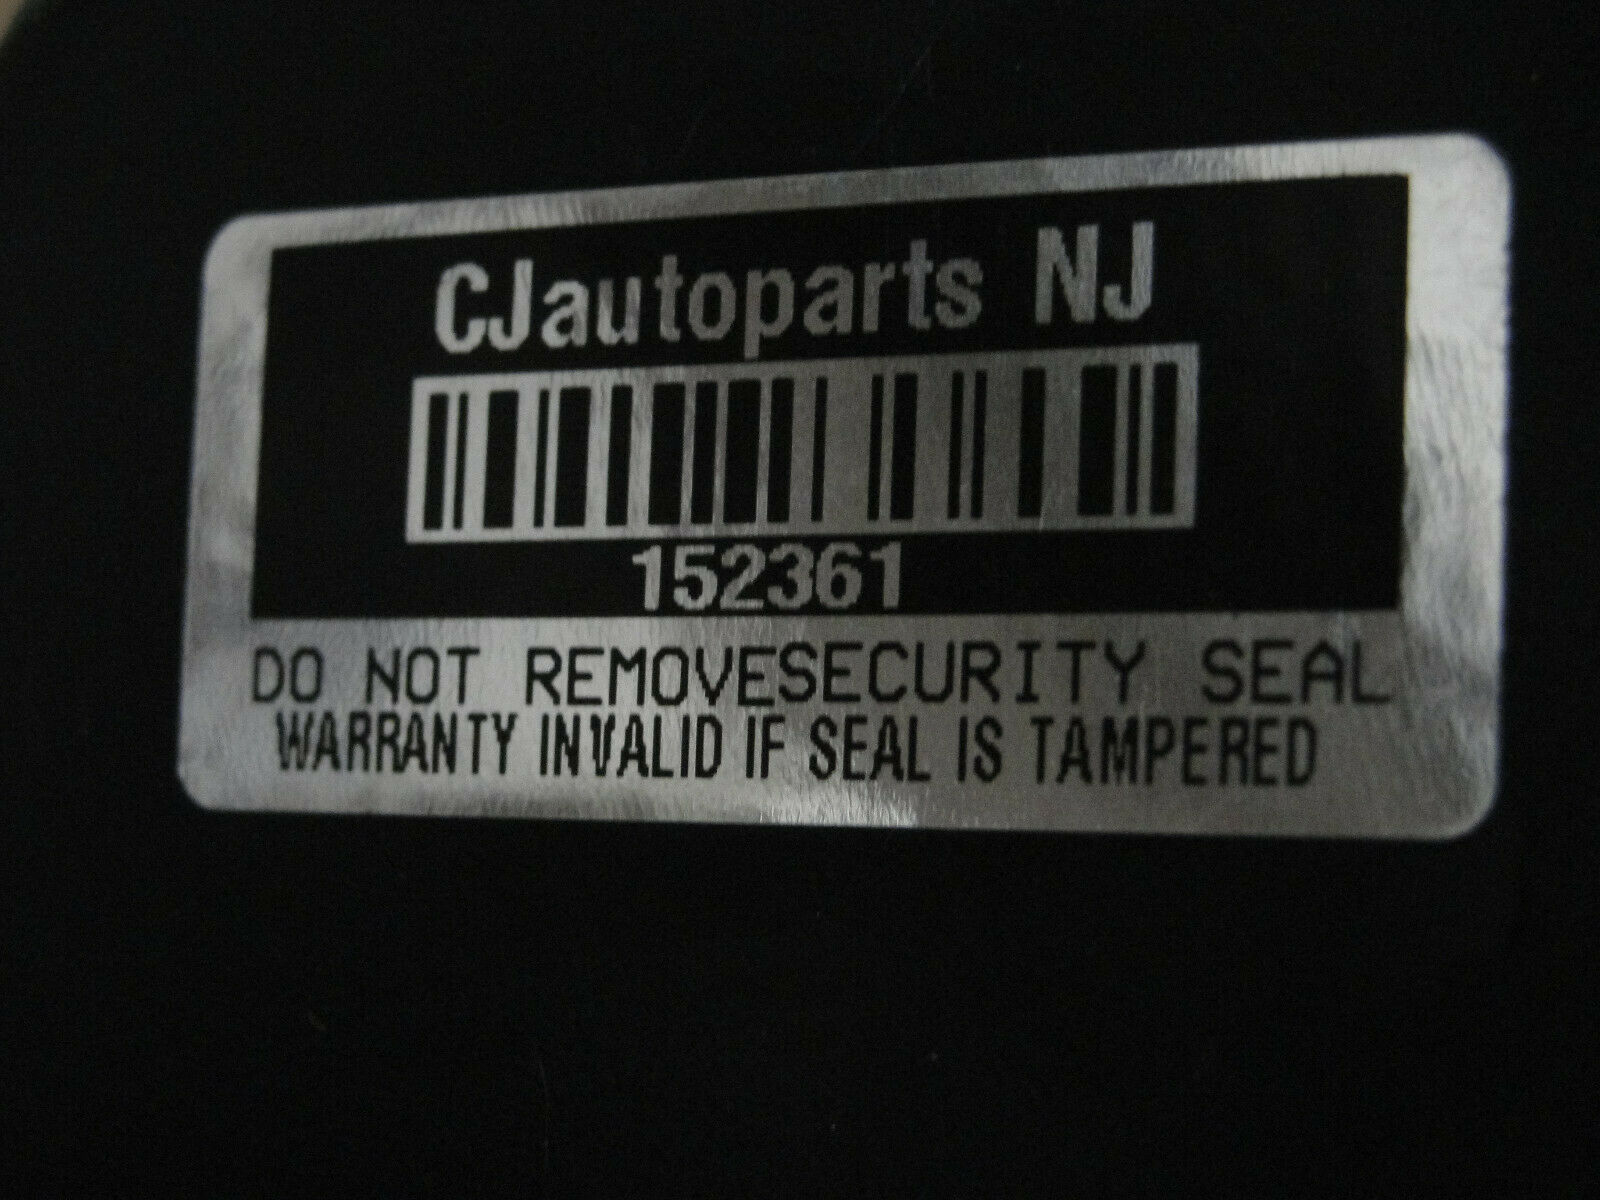 CJautoparts NJ
152361
DO NOT REMOVESECURITY SEAL
WARRANTY INVALID IF SEAL IS TAMPERED